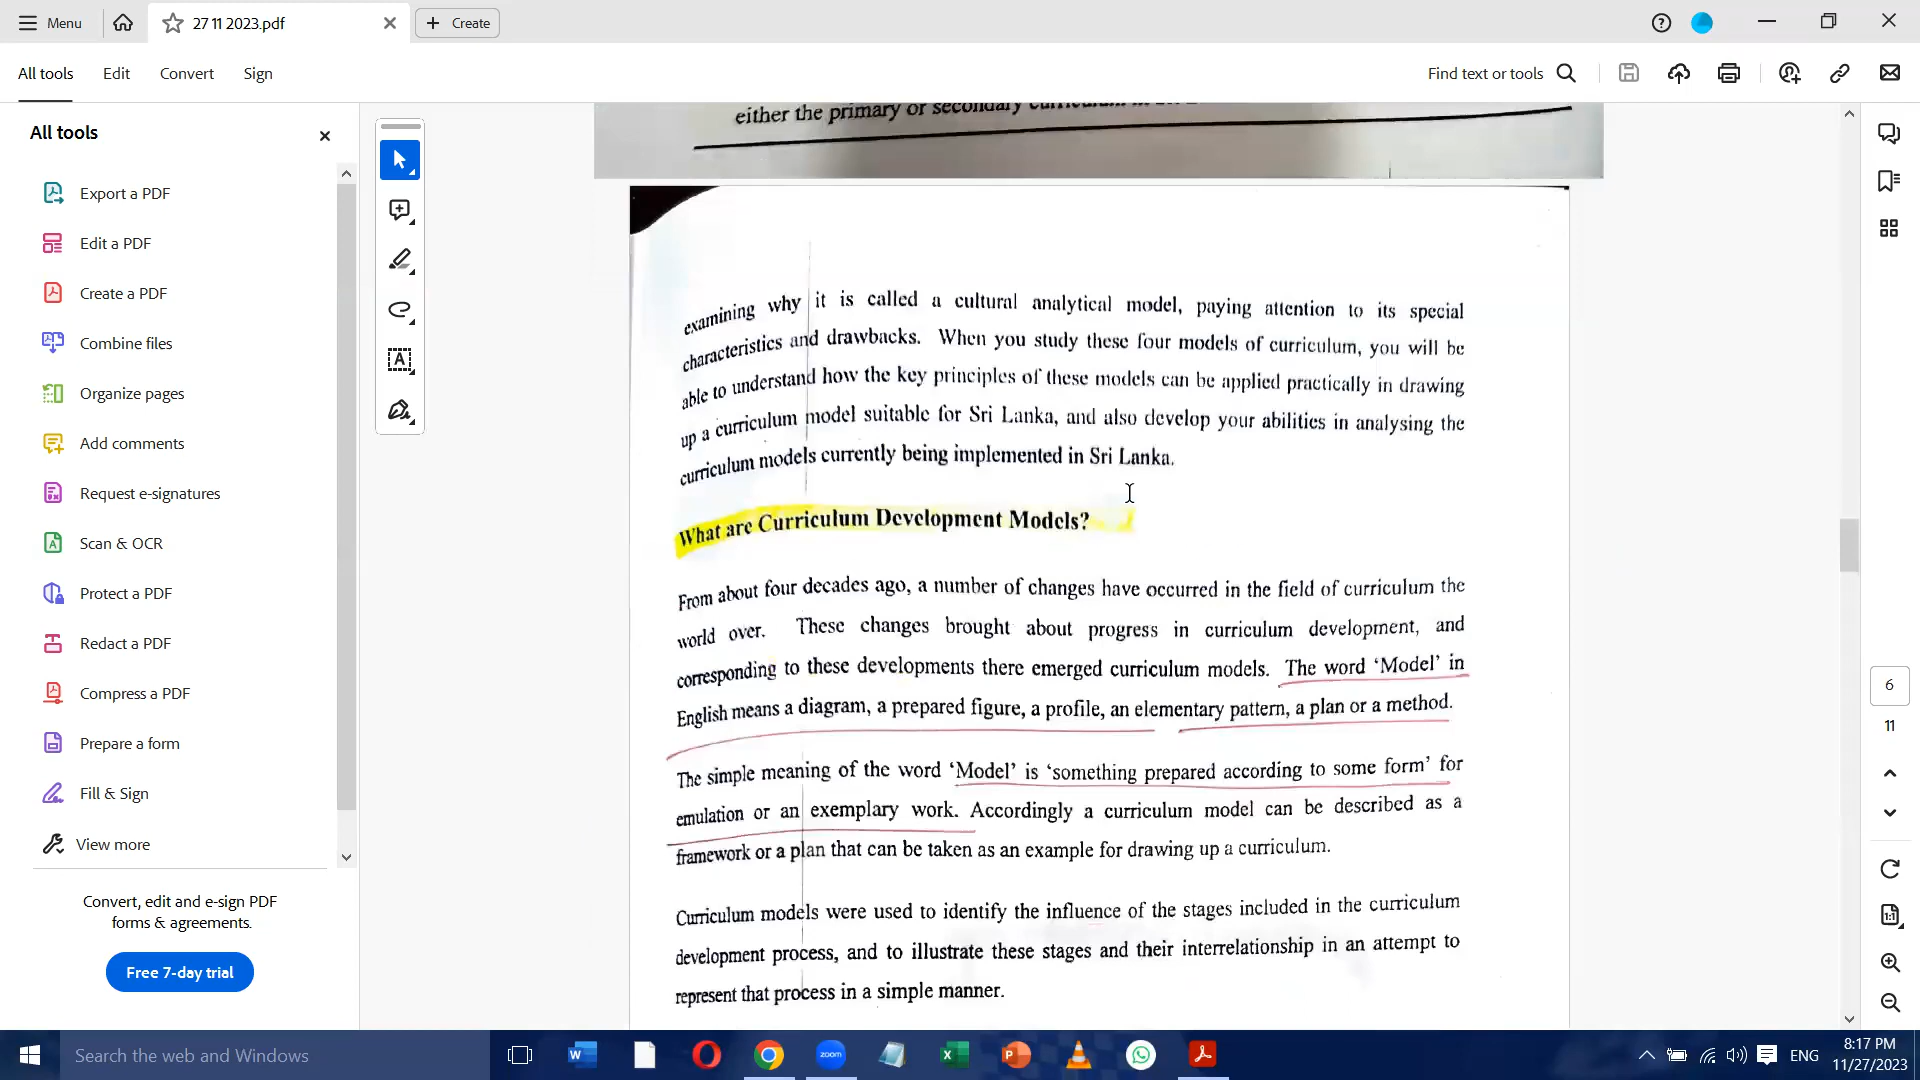 Menu
27 11 2023.pdf
Create
All tools
Edit
Convert
Sign
Find text or tools
All tools
Export a PDF
Edit a PDF
Create a PDF
Combine files
Organize pages
Add comments
Request e-signatures
Scan & OCR
Protect a PDF
Redact a PDF
Compress a PDF
Prepare a form
Fill & Sign
View more
Convert, edit and e-sign PDF
forms & agreements.
Free 7-day trial
either the primary or secondary curriculum in
examining why it is called a cultural analytical model, paying attention to its special
characteristics and drawbacks. When you study these four models of curriculum, you will be
able to understand how the key principles of these models can be applied practically in drawing
up a curriculum model suitable for Sri Lanka, and also develop your abilities in analysing the
curriculum models currently being implemented in Sri Lanka.
What are Curriculum Development Models?
From about four decades ago, a number of changes have occurred in the field of curriculum the
world over. These changes brought about progress in curriculum development, and
corresponding to these developments there emerged curriculum models. The word ‘Model’ in
English means a diagram, a prepared figure, a profile, an elementary pattern, a plan or a method.
The simple meaning of the word ‘Model’ is ‘something prepared according to some form’ for
emulation or an exemplary work. Accordingly a curriculum model can be described as a
framework or a plan that can be taken as an example for drawing up a curriculum.
Curriculum models were used to identify the influence of the stages included in the curriculum
development process, and to illustrate these stages and their interrelationship in an attempt to
represent that process in a simple manner.
6
11
1:1
Search the web and Windows
zoom
ENG
8:17 PM
11/27/2023